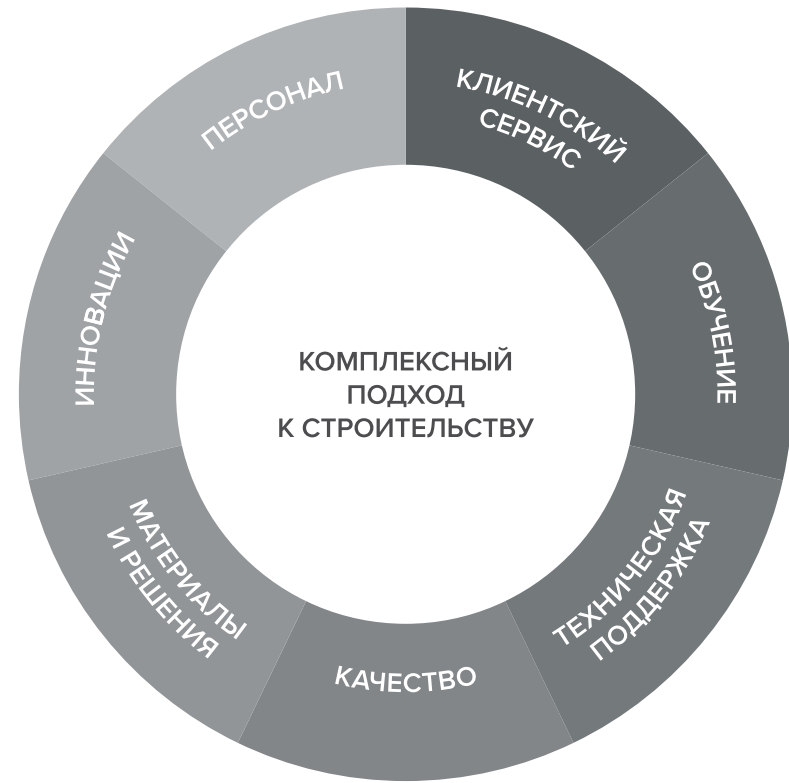 КЛИЕНТСКИЙ
СЕРВИС
ОБУЧЕНИЕ
ТЕХНИЧЕСКАЯ
ПОДДЕРЖКА
КАЧЕСТВО
МАТЕРИАЛЫ
И РЕШЕНИЯ
ИННОВАЦИИ
ПЕРСОНАЛ
КОМПЛЕКСНЫЙ
ПОДХОД
К СТРОИТЕЛЬСТВУ